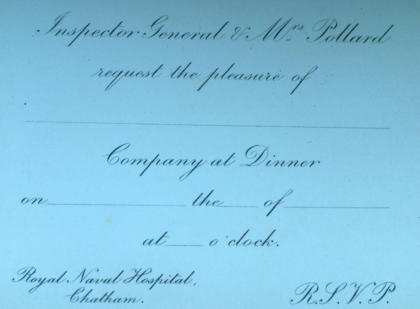 Inspector General & Mrs Pollard
request the pleasure of
Company at Dinner
on the of
at o'clock.
Royal Naval Hospital,
Chatham.
R.S.V.P.